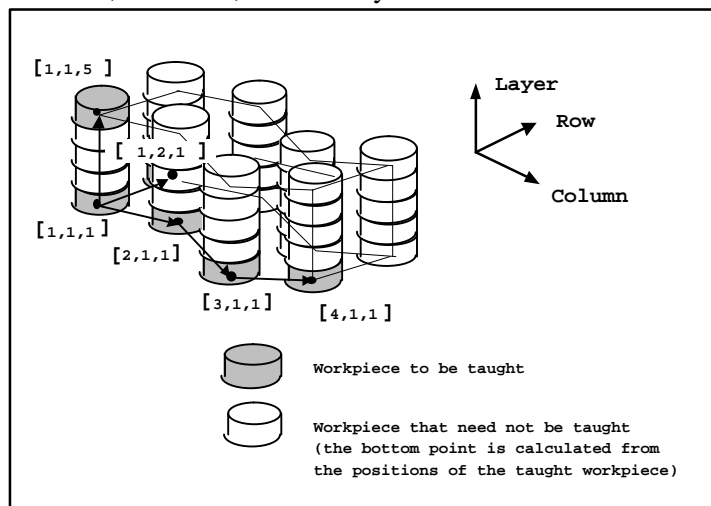 [1,1,5 ]
Layer
Row
[ 1,2,1 ]
Column
[1,1,1 ]
[2,1,1 ]
[3,1,1 ]
[4,1,1 ]
Workpiece to be taught
Workpiece that need not be taught
(the bottom point is calculated from
the positions of the taught workpiece)